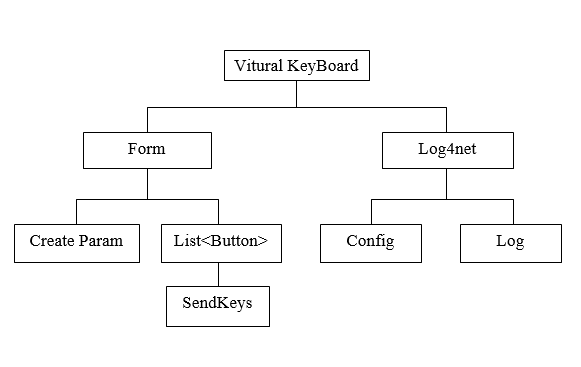 Vitural KeyBoard
Form
Log4net
Create Param
List<Button>
Config
Log
SendKeys